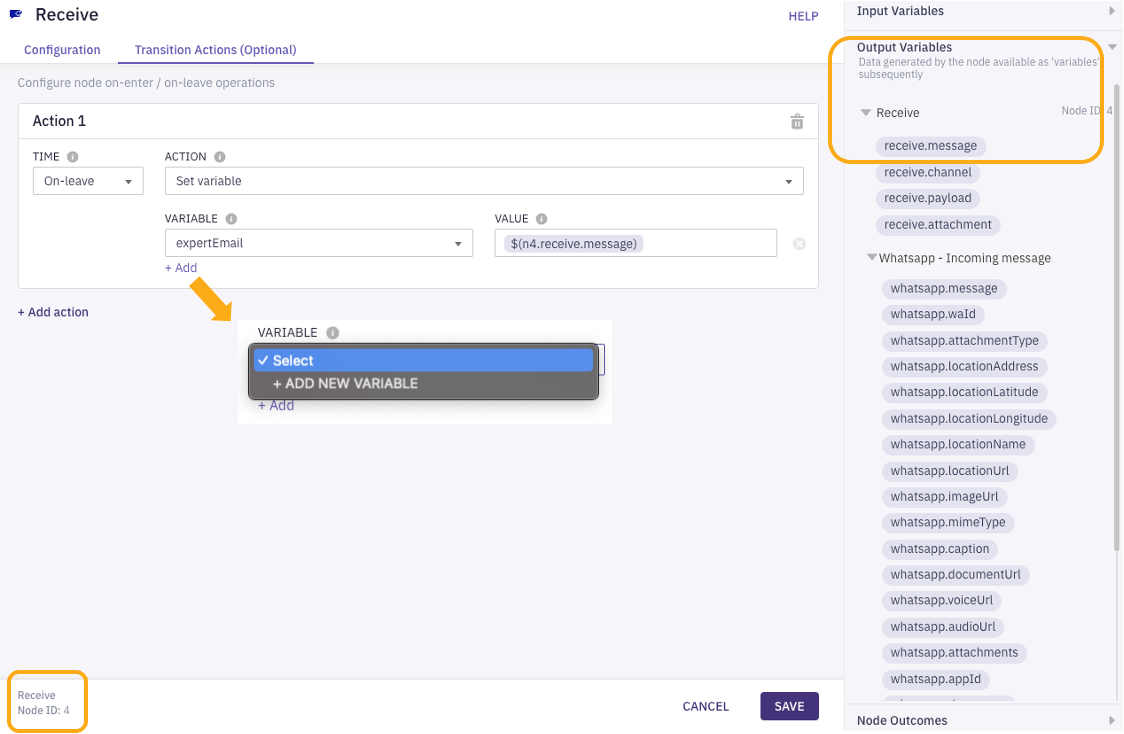 Receive
HELP
Configuration
Transition Actions (Optional)
Configure node on-enter / on-leave operations
Action 1
TIME
ACTION
On-leave
Set variable
VARIABLE
VALUE
expertEmail
$(n4.receive.message)
+ Add
+ Add action
VARIABLE
✓ Select
+ ADD NEW VARIABLE
+ Add
Receive
Node ID: 4
CANCEL
SAVE
Input Variables
Output Variables
Data generated by the node available as 'variables'
subsequently
Receive
Node ID: 4
receive.message
receive.channel
receive.payload
receive.attachment
Whatsapp - Incoming message
whatsapp.message
whatsapp.waId
whatsapp.attachmentType
whatsapp.locationAddress
whatsapp.locationLatitude
whatsapp.locationLongitude
whatsapp.locationName
whatsapp.locationUrl
whatsapp.imageUrl
whatsapp.mimeType
whatsapp.caption
whatsapp.documentUrl
whatsapp.voiceUrl
whatsapp.audioUrl
whatsapp.attachments
whatsapp.appId
Node Outcomes